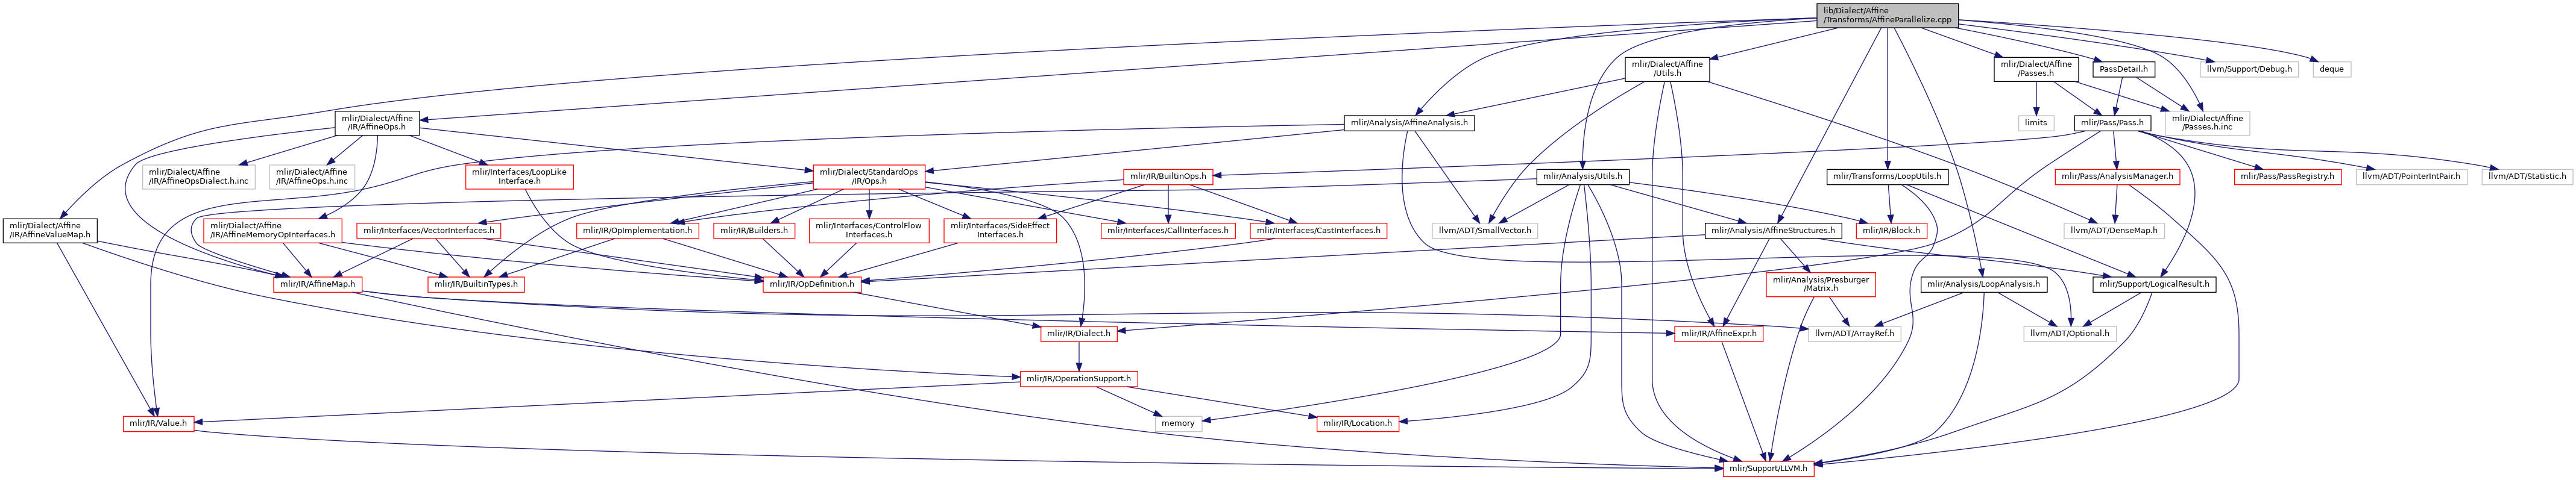 lib/Dialect/Affine
/Transforms/AffineParallelize.cpp
mlir/Dialect/Affine
/Utils.h
mlir/Dialect/Affine
/Passes.h
PassDetail.h
llvm/Support/Debug.h
deque
mlir/Dialect/Affine
/IR/AffineOps.h
mlir/Analysis/AffineAnalysis.h
limits
mlir/Pass/Pass.h
mlir/Dialect/Affine
/Passes.h.inc
mlir/Dialect/Affine
/IR/AffineOpsDialect.h.inc
mlir/Dialect/Affine
/IR/AffineOps.h.inc
mlir/Interfaces/LoopLike
Interface.h
mlir/Dialect/StandardOps
/IR/Ops.h
mlir/IR/BuiltinOps.h
mlir/Analysis/Utils.h
mlir/Transforms/LoopUtils.h
mlir/Pass/AnalysisManager.h
mlir/Pass/PassRegistry.h
llvm/ADT/PointerIntPair.h
llvm/ADT/Statistic.h
mlir/Dialect/Affine
/IR/AffineValueMap.h
mlir/Dialect/Affine
/IR/AffineMemoryOpInterfaces.h
mlir/Interfaces/VectorInterfaces.h
mlir/IR/OpImplementation.h
mlir/IR/Builders.h
mlir/Interfaces/ControlFlow
Interfaces.h
mlir/Interfaces/SideEffect
Interfaces.h
mlir/Interfaces/CallInterfaces.h
mlir/Interfaces/CastInterfaces.h
llvm/ADT/SmallVector.h
mlir/Analysis/AffineStructures.h
mlir/IR/Block.h
llvm/ADT/DenseMap.h
mlir/IR/AffineMap.h
mlir/IR/BuiltinTypes.h
mlir/IR/OpDefinition.h
mlir/Analysis/Presburger
/Matrix.h
mlir/Analysis/LoopAnalysis.h
mlir/Support/LogicalResult.h
mlir/IR/Dialect.h
mlir/IR/AffineExpr.h
llvm/ADT/ArrayRef.h
llvm/ADT/Optional.h
mlir/IR/OperationSupport.h
mlir/IR/Value.h
memory
mlir/IR/Location.h
mlir/Support/LLVM.h